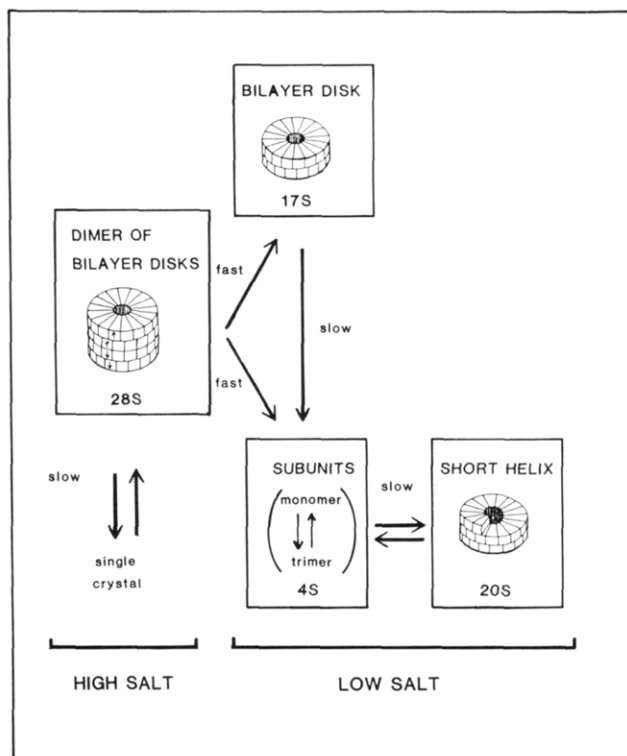 BILAYER DISK
17S
DIMER OF
BILAYER DISKS
28S
fast
fast
slow
SUBUNITS
monomer
trimer
4S
slow
SHORT HELIX
20S
slow
single
crystal
HIGH SALT
LOW SALT